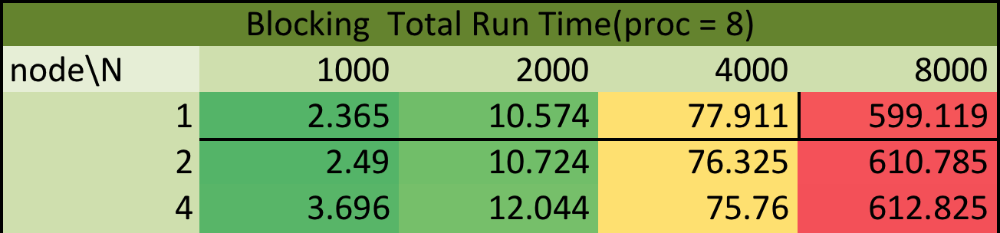 Blocking  Total Run Time(proc = 8)
node\N 1000 2000 4000 8000
1 2.365 10.574 77.911 599.119
2 2.49 10.724 76.325 610.785
4 3.696 12.044 75.76 612.825